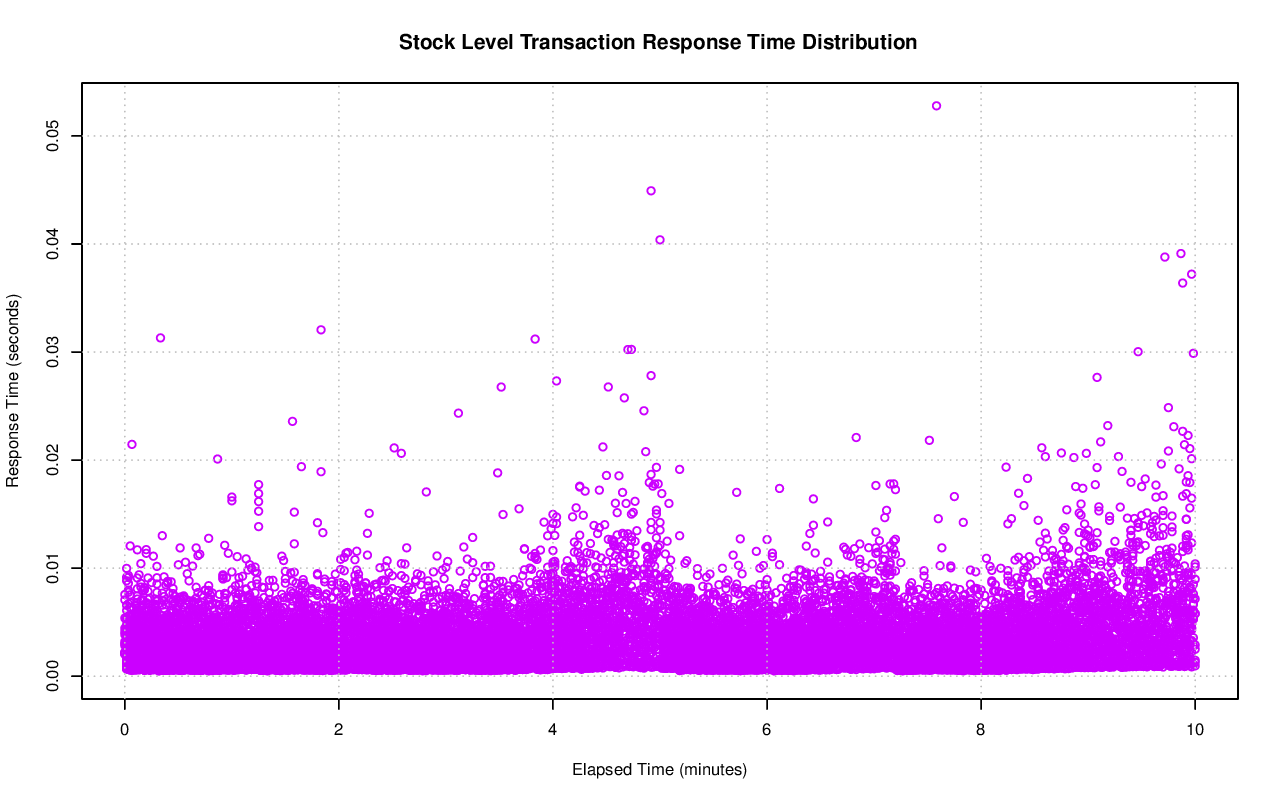 Stock Level Transaction Response Time Distribution
Response Time (seconds)
0.05
0.04
0.03
0.02
0.01
0.00
0 2 4 6 8 10
Elapsed Time (minutes)